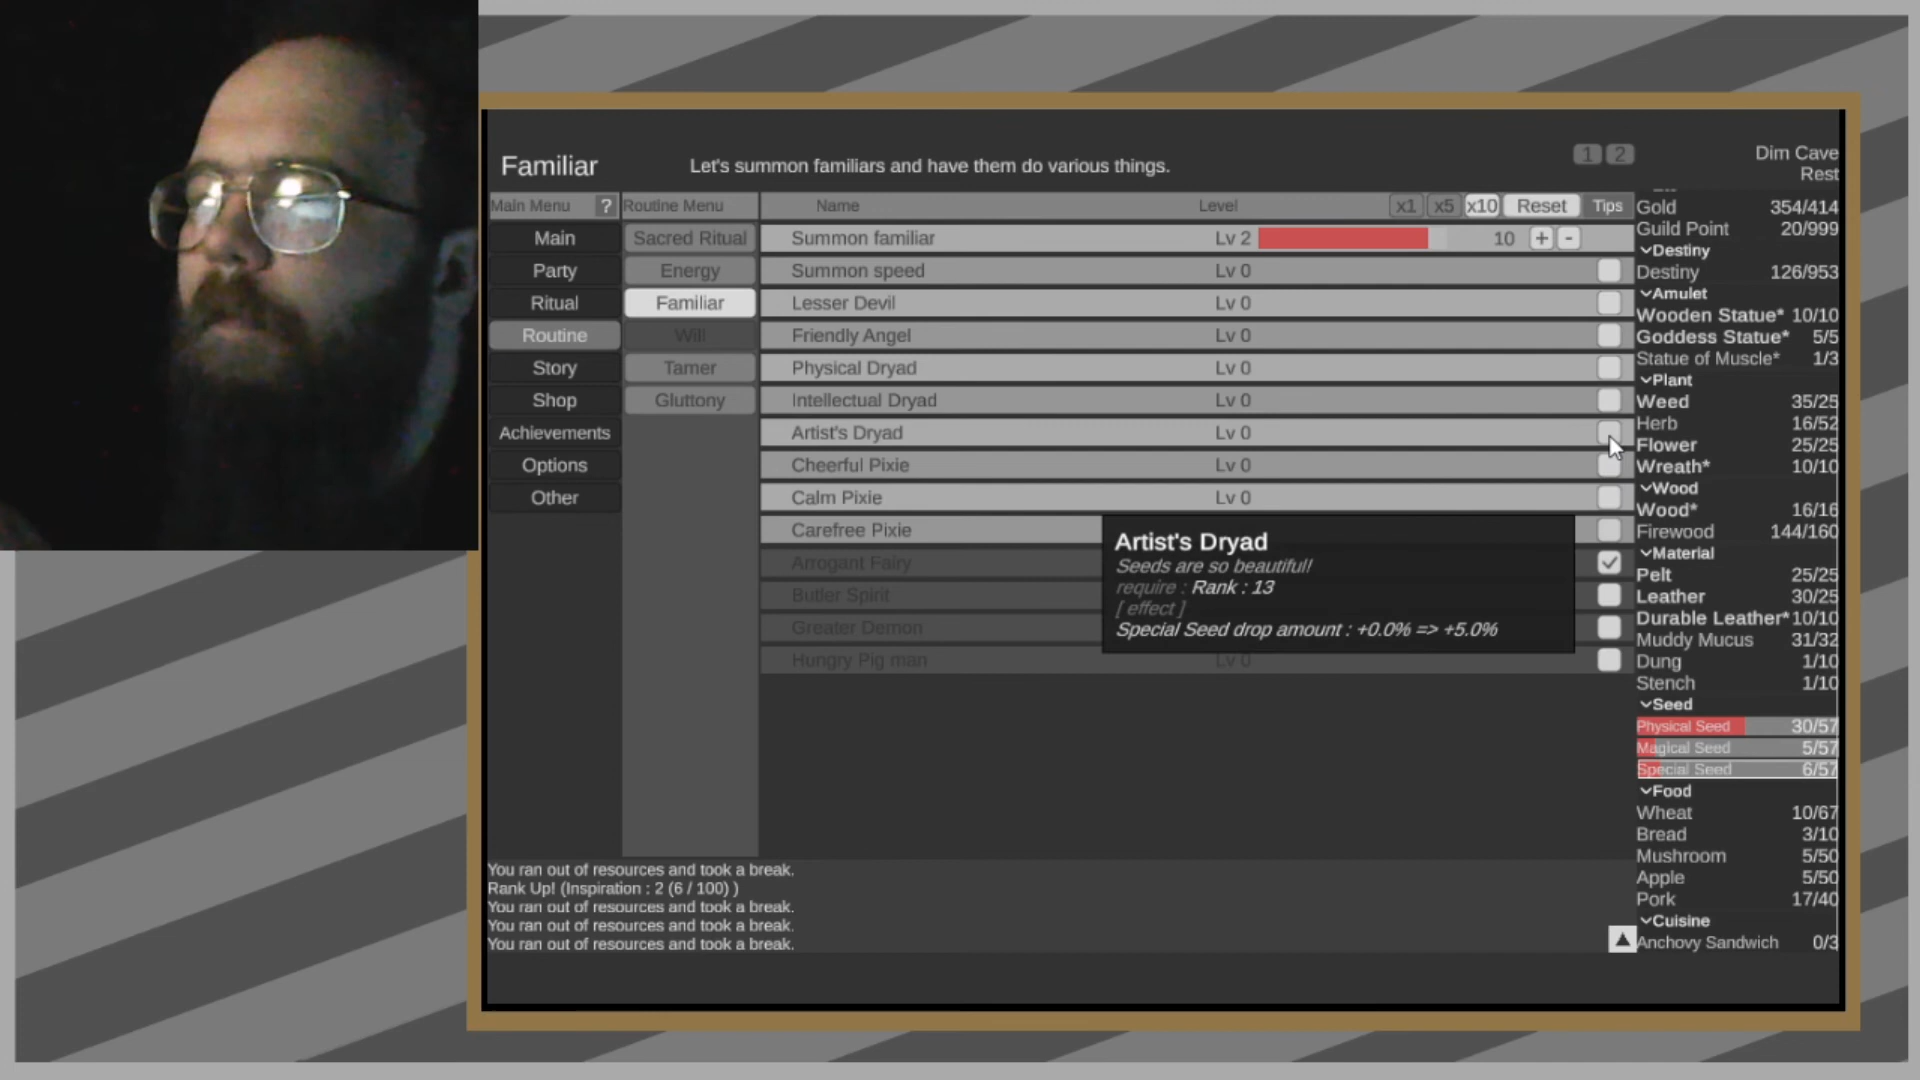 Familiar
Let's summon familiars and have them do various things.
1 2
Dim Cave
Rest
Main Menu ?
Routine Menu
Name Level x1 x5 x10 Reset Tips
Main
Party
Ritual
Routine
Story
Shop
Achievements
Options
Other
Sacred Ritual
Energy
Familiar
Will
Tamer
Gluttony
Summon familiar Lv 2 10 + -
Summon speed Lv 0
Lesser Devil Lv 0
Friendly Angel Lv 0
Physical Dryad Lv 0
Intellectual Dryad Lv 0
Artist's Dryad Lv 0
Cheerful Pixie Lv 0
Calm Pixie Lv 0
Carefree Pixie
Arrogant Fairy
Butler Spirit
Greater Demon
Hungry Pig man Lv 0
Artist's Dryad
Seeds are so beautiful!
require : Rank : 13
[ effect ]
Special Seed drop amount : +0.0% => +5.0%
Gold 354/414
Guild Point 20/999
Destiny
Destiny 126/953
Amulet
Wooden Statue* 10/10
Goddess Statue* 5/5
Statue of Muscle* 1/3
Plant
Weed 35/25
Herb 16/52
Flower 25/25
Wreath* 10/10
Wood
Wood* 16/16
Firewood 144/160
Material
Pelt 25/25
Leather 30/25
Durable Leather* 10/10
Muddy Mucus 31/32
Dung 1/10
Stench 1/10
Seed
Physical Seed 30/57
Magical Seed 5/57
Special Seed 6/57
Food
Wheat 10/67
Bread 3/10
Mushroom 5/50
Apple 5/50
Pork 17/40
Cuisine
Anchovy Sandwich 0/3
You ran out of resources and took a break.
Rank Up! (Inspiration : 2 (6 / 100) )
You ran out of resources and took a break.
You ran out of resources and took a break.
You ran out of resources and took a break.